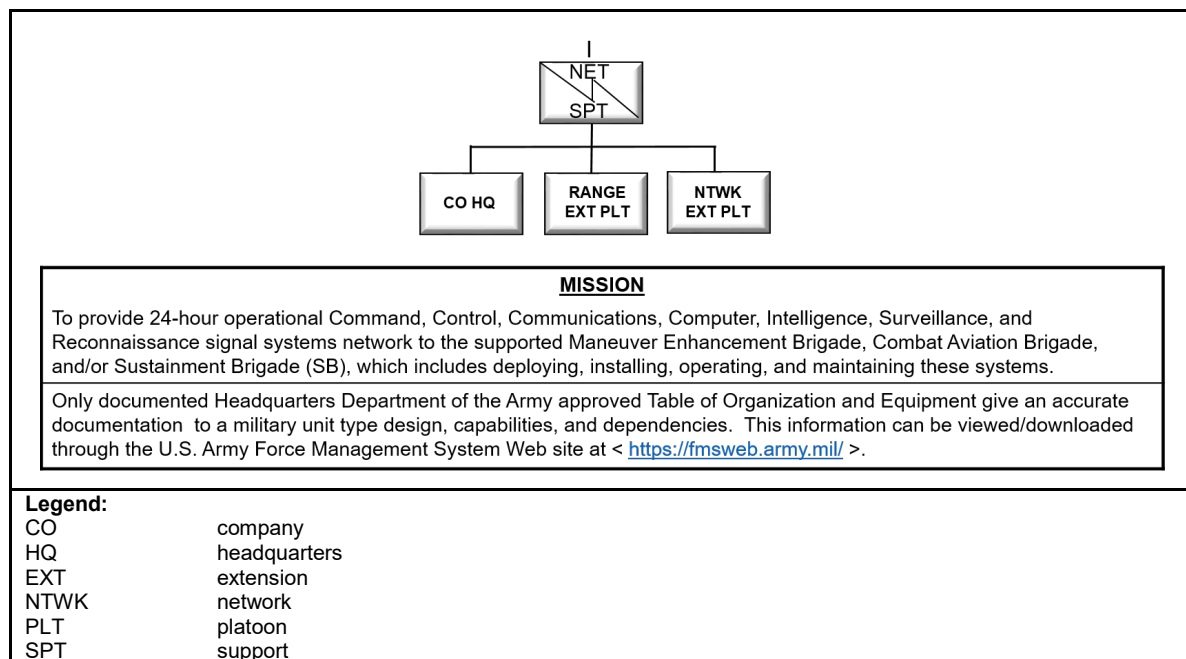 I
NET
SPT
CO HQ
RANGE
EXT PLT
NTWK
EXT PLT
MISSION
To provide 24-hour operational Command, Control, Communications, Computer, Intelligence, Surveillance, and
Reconnaissance signal systems network to the supported Maneuver Enhancement Brigade, Combat Aviation Brigade,
and/or Sustainment Brigade (SB), which includes deploying, installing, operating, and maintaining these systems.
Only documented Headquarters Department of the Army approved Table of Organization and Equipment give an accurate
documentation  to a military unit type design, capabilities, and dependencies.  This information can be viewed/downloaded
through the U.S. Army Force Management System Web site at < https://fmsweb.army.mil/ >.
Legend:
CO company
HQ headquarters
EXT extension
NTWK network
PLT platoon
SPT support